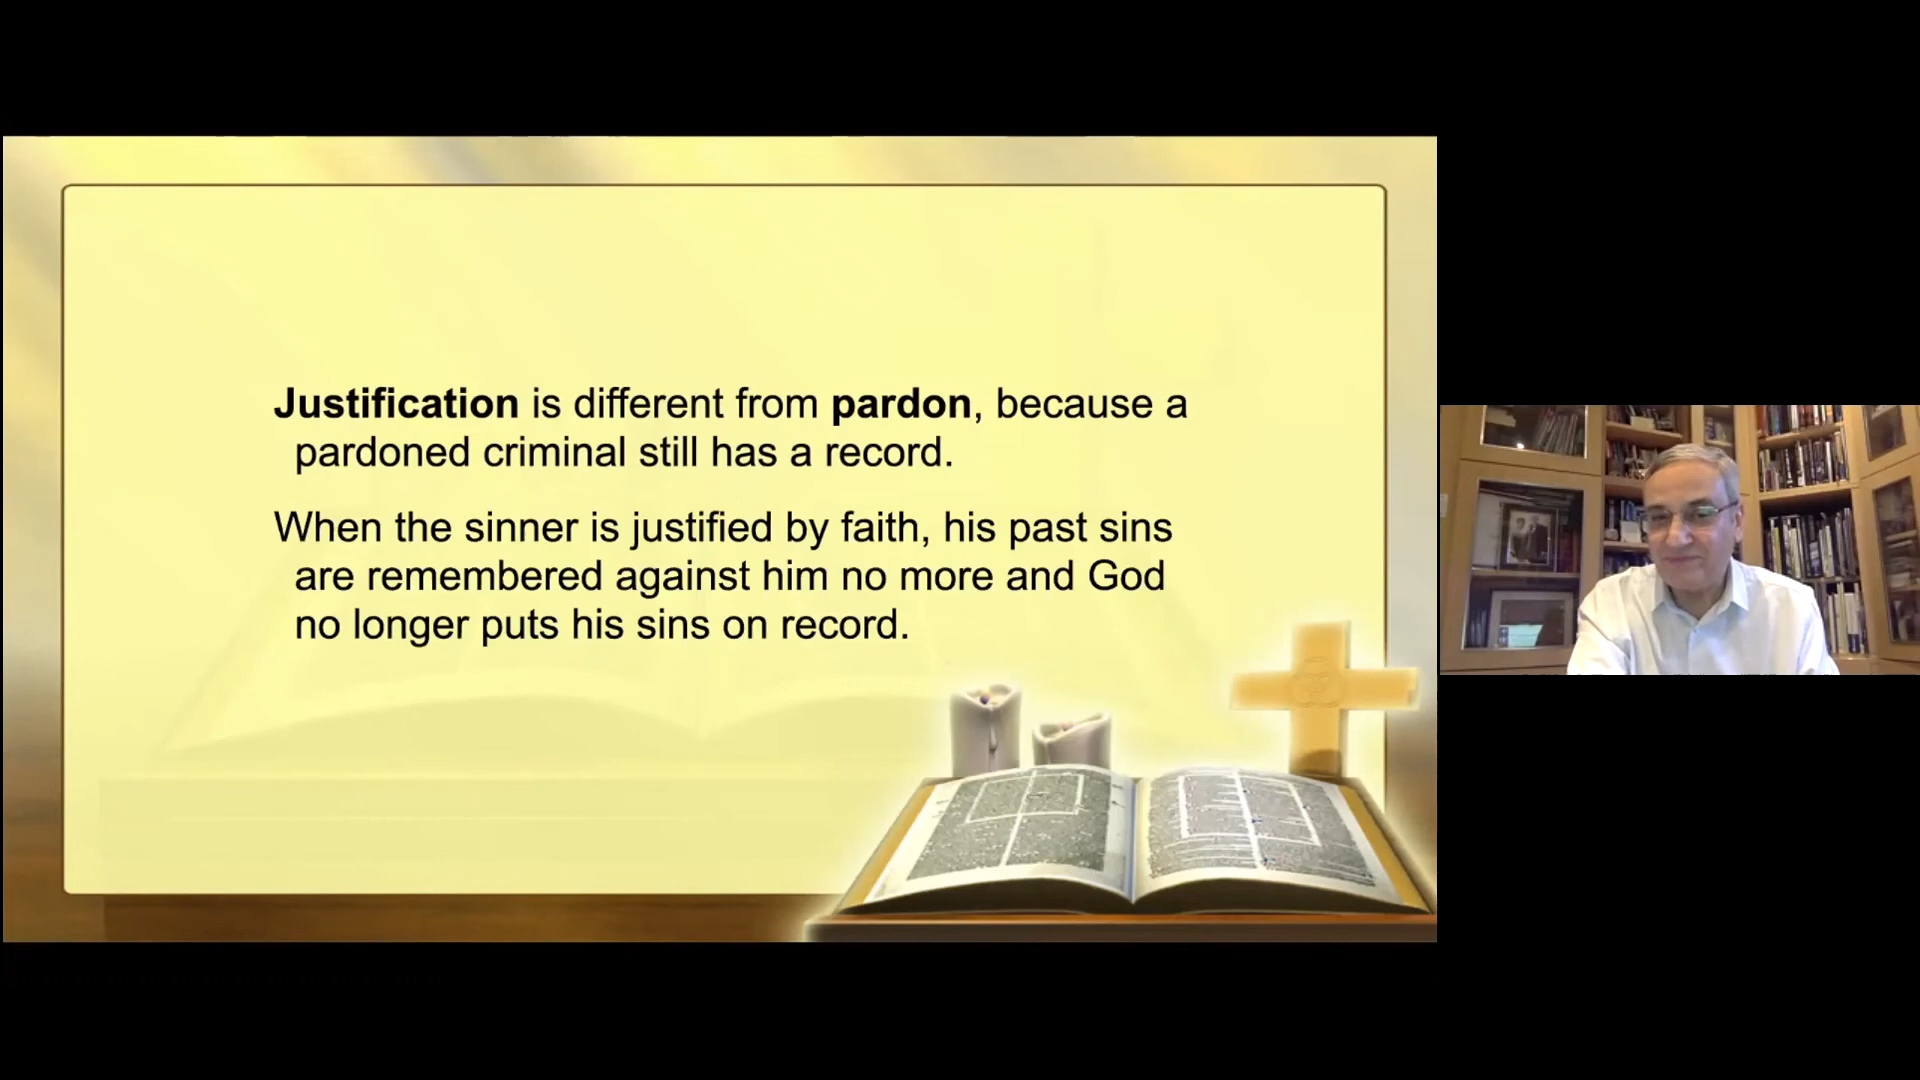 Justification is different from pardon, because a
pardoned criminal still has a record.
When the sinner is justified by faith, his past sins
are remembered against him no more and God
no longer puts his sins on record.